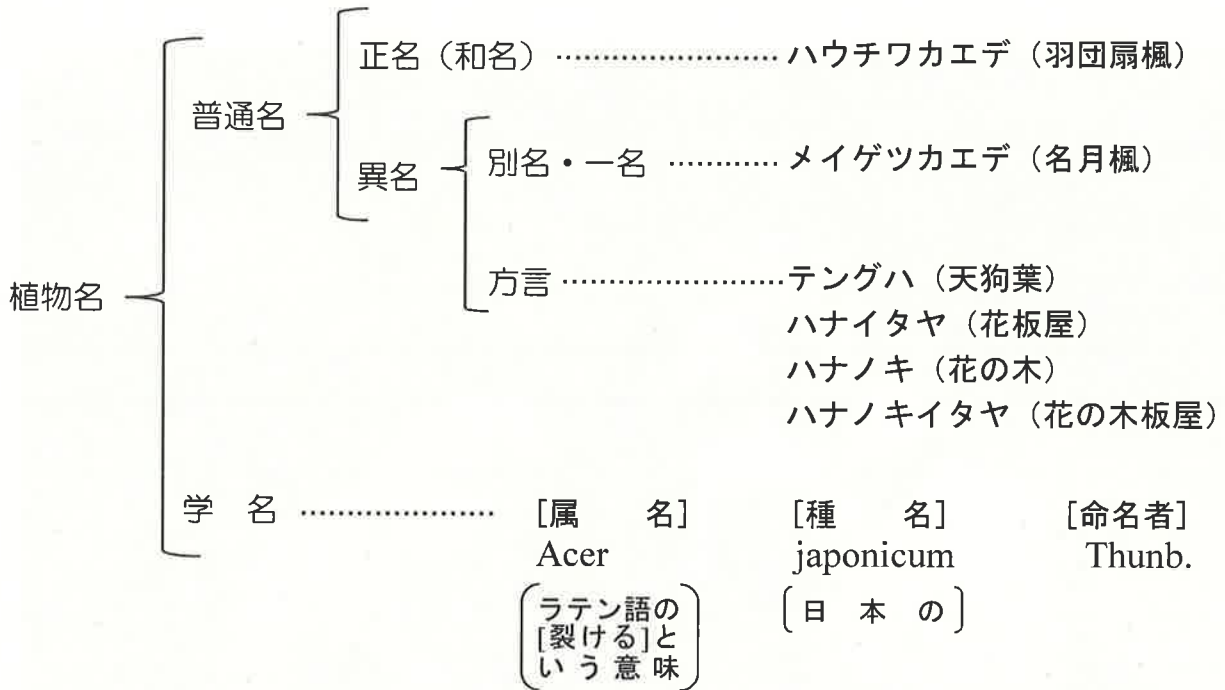 正名（和名）…………………ハウチワカエデ（羽団扇楓）
普通名
異名
別名・一名 …………メイゲツカエデ（名月楓）
方言…………………テングハ（天狗葉）
ハナイタヤ（花板屋）
ハナノキ（花の木）
ハナノキイタヤ（花の木板屋）
植物名
学　名 ………………
[属　　名]　[種　　名]　[命名者]
Acer　japonicum　Thunb.
ラテン語の
[裂ける]と
いう意味
〔日　本　の〕